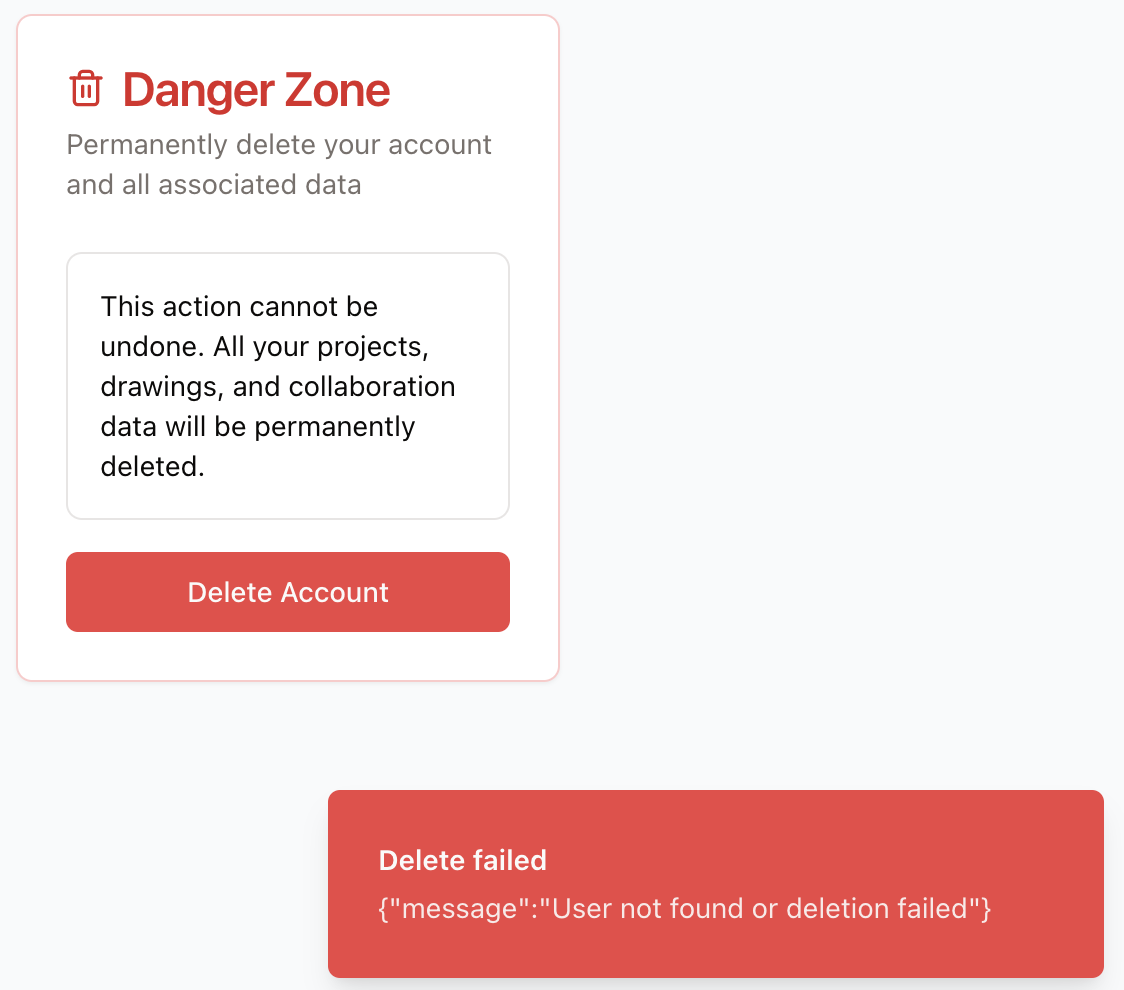 Danger Zone
Permanently delete your account
and all associated data
This action cannot be
undone. All your projects,
drawings, and collaboration
data will be permanently
deleted.
Delete Account
Delete failed
{"message":"User not found or deletion failed"}